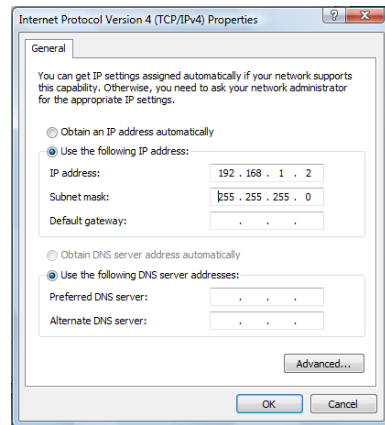 Internet Protocol Version 4 (TCP/IPv4) Properties
General
You can get IP settings assigned automatically if your network supports
this capability. Otherwise, you need to ask your network administrator
for the appropriate IP settings.
Obtain an IP address automatically
Use the following IP address:
IP address: 192 . 168 . 1 . 2
Subnet mask: 255 . 255 . 255 . 0
Default gateway: . . .
Obtain DNS server address automatically
Use the following DNS server addresses:
Preferred DNS server: . . .
Alternate DNS server: . . .
Advanced...
OK Cancel